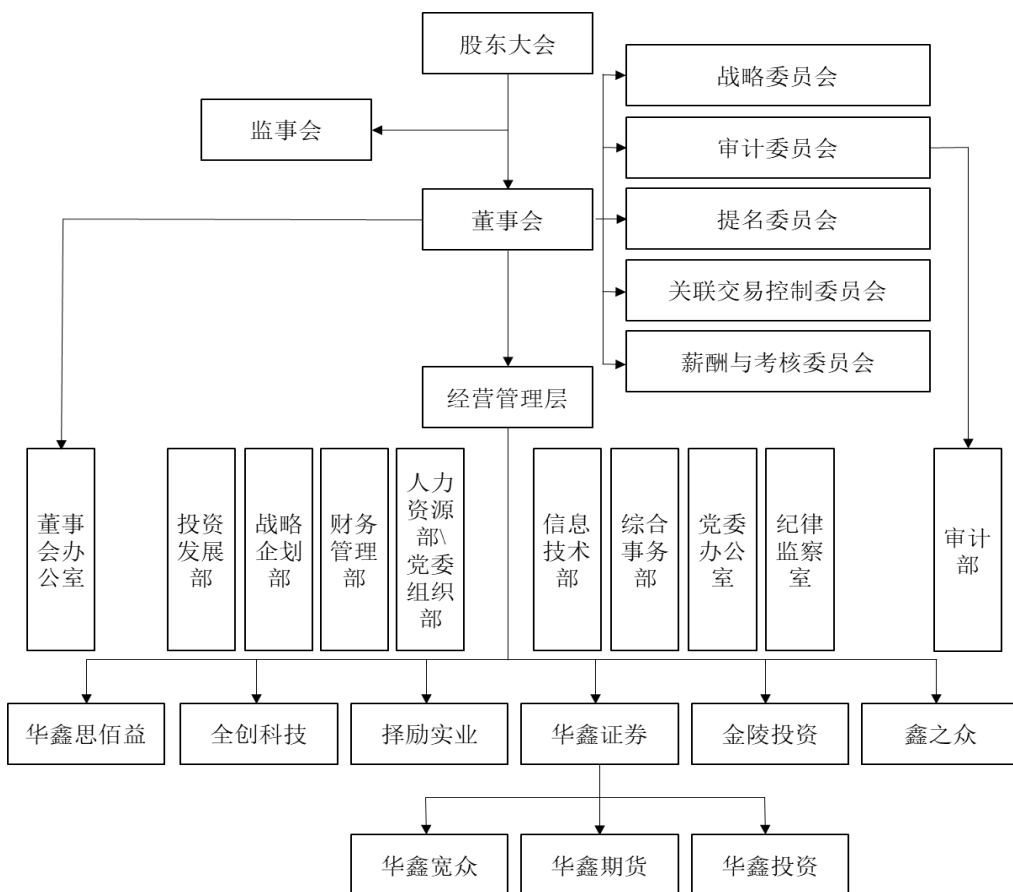 股东大会
战略委员会
监事会
审计委员会
董事会
提名委员会
关联交易控制委员会
薪酬与考核委员会
经营管理层
董事
会办
公室
投资
发展
部
战略
企划
部
财务
管理
部
人力
资源
部\
党委
组织
部
信息
技术
部
综合
事务
部
党委
办公
室
纪律
监察
室
审计
部
华鑫思佰益
全创科技
择励实业
华鑫证券
金陵投资
鑫之众
华鑫宽众
华鑫期货
华鑫投资